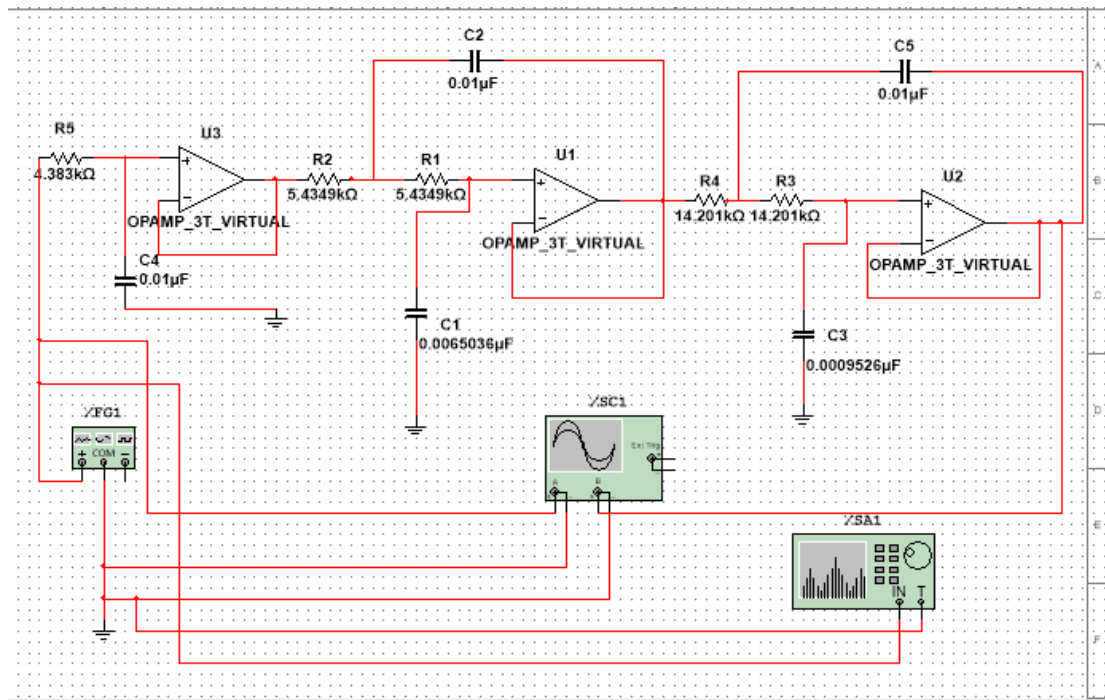 C2
0.01µF
C5
0.01µF
R5
4.383kΩ
U3
+
−
OPAMP_3T_VIRTUAL
R2
5.4349kΩ
R1
5.4349kΩ
U1
+
−
OPAMP_3T_VIRTUAL
R4
14.201kΩ
R3
14.201kΩ
U2
+
−
OPAMP_3T_VIRTUAL
C4
0.01µF
C1
0.0065036µF
C3
0.0009526µF
XFG1
+ COM −
XSC1
Ext Trig
A B
XSA1
IN T
A
B
C
D
E
F